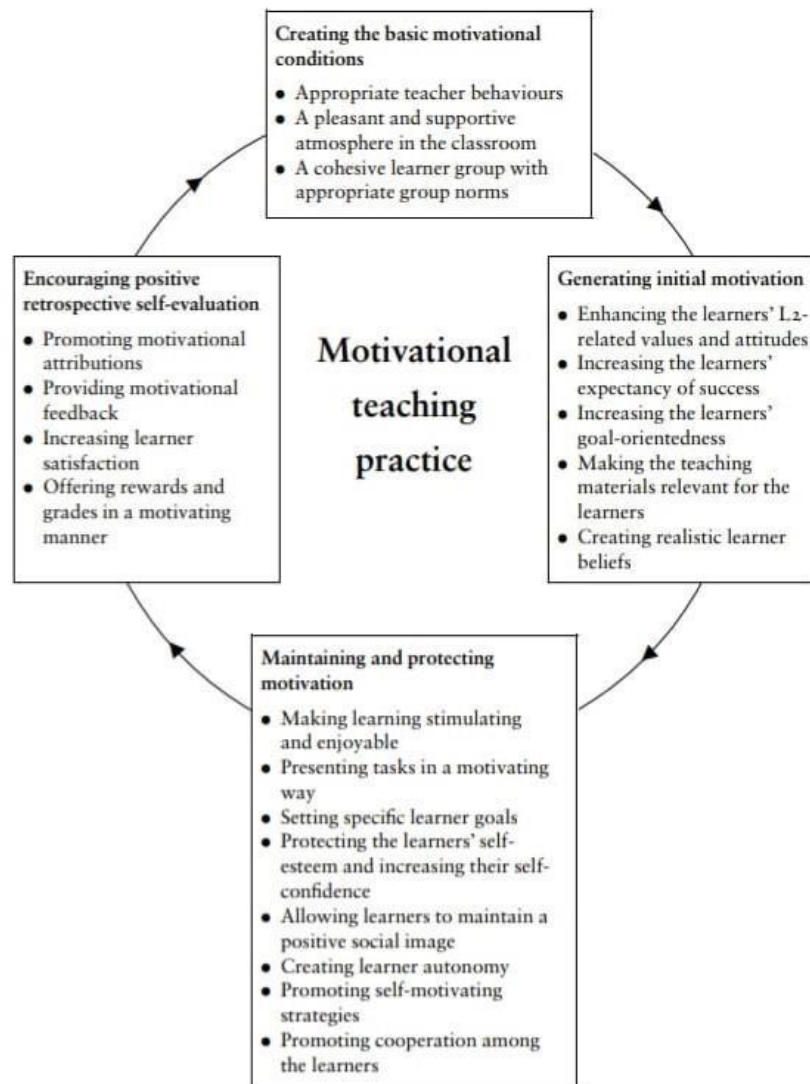 Creating the basic motivational
conditions
● Appropriate teacher behaviours
● A pleasant and supportive
atmosphere in the classroom
● A cohesive learner group with
appropriate group norms
Generating initial motivation
● Enhancing the learners' L2-
related values and attitudes
● Increasing the learners'
expectancy of success
● Increasing the learners'
goal-orientedness
● Making the teaching
materials relevant for the
learners
● Creating realistic learner
beliefs
Maintaining and protecting
motivation
● Making learning stimulating
and enjoyable
● Presenting tasks in a motivating
way
● Setting specific learner goals
● Protecting the learners' self-
esteem and increasing their self-
confidence
● Allowing learners to maintain a
positive social image
● Creating learner autonomy
● Promoting self-motivating
strategies
● Promoting cooperation among
the learners
Encouraging positive
retrospective self-evaluation
● Promoting motivational
attributions
● Providing motivational
feedback
● Increasing learner
satisfaction
● Offering rewards and
grades in a motivating
manner
Motivational
teaching
practice